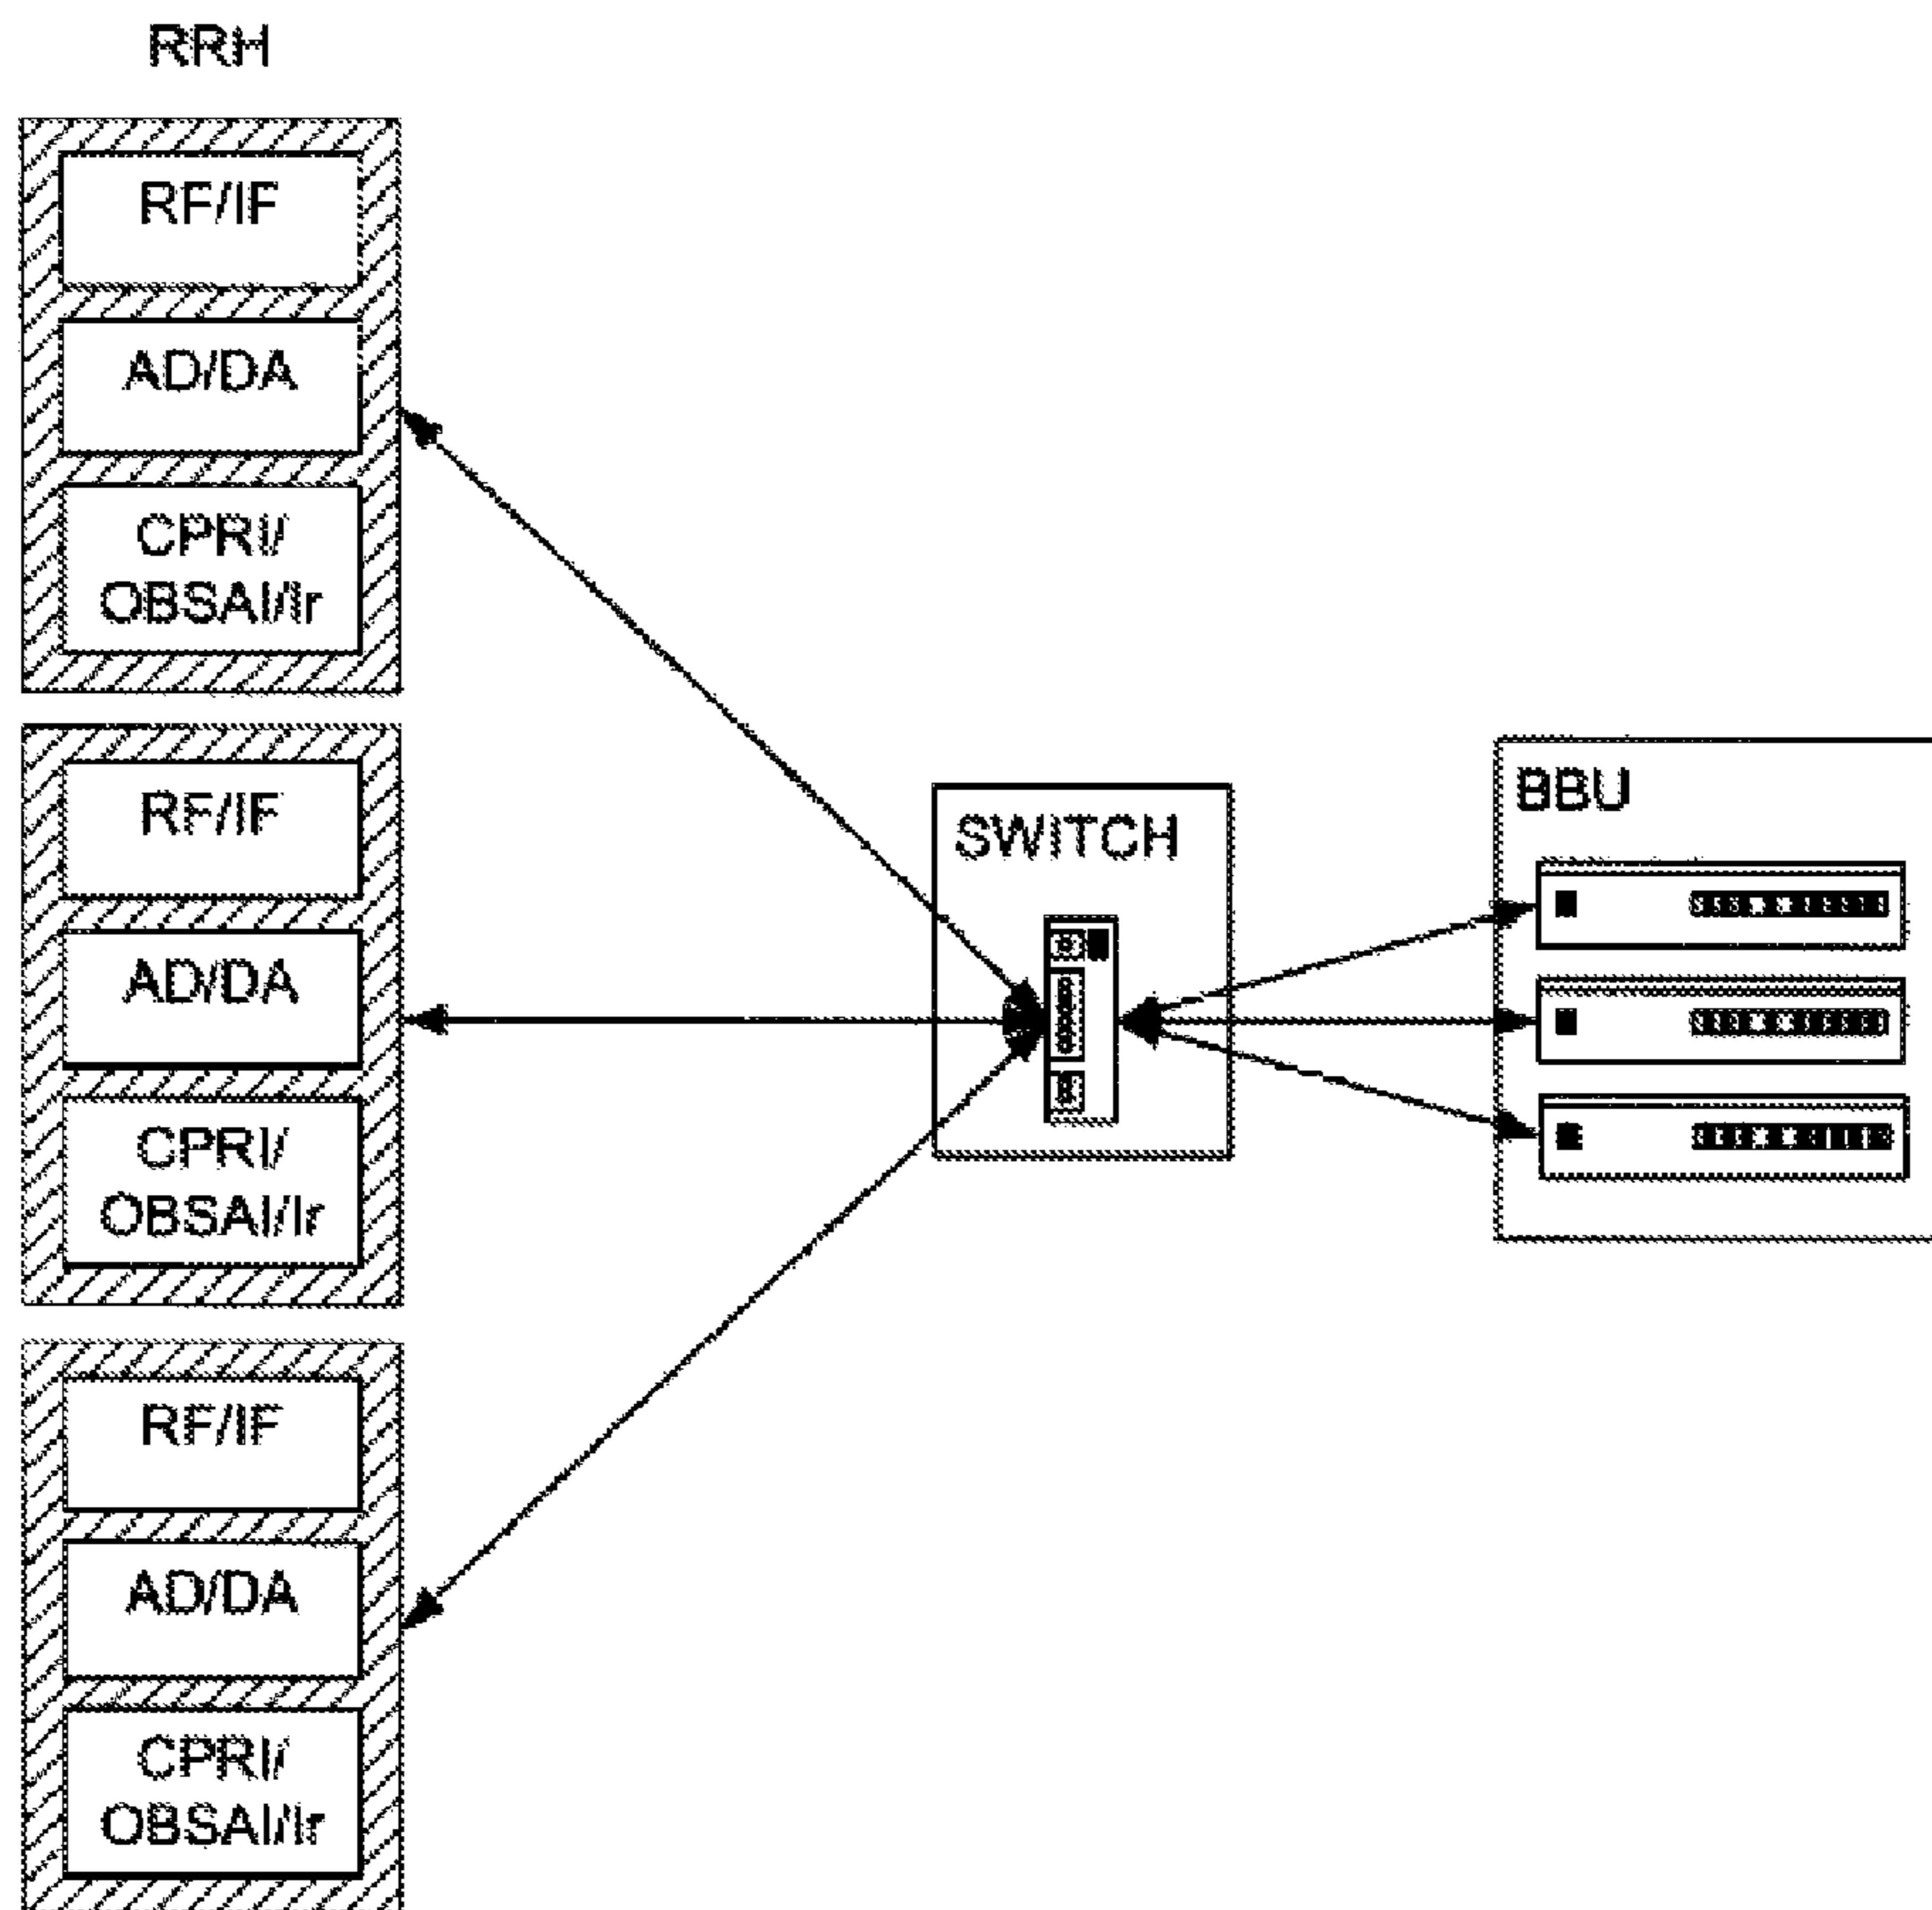 RRH
RF/IF
AD/DA
CPRI/
OBSAI/Ir
RF/IF
AD/DA
CPRI/
OBSAI/Ir
RF/IF
AD/DA
CPRI/
OBSAI/Ir
SWITCH
BBU